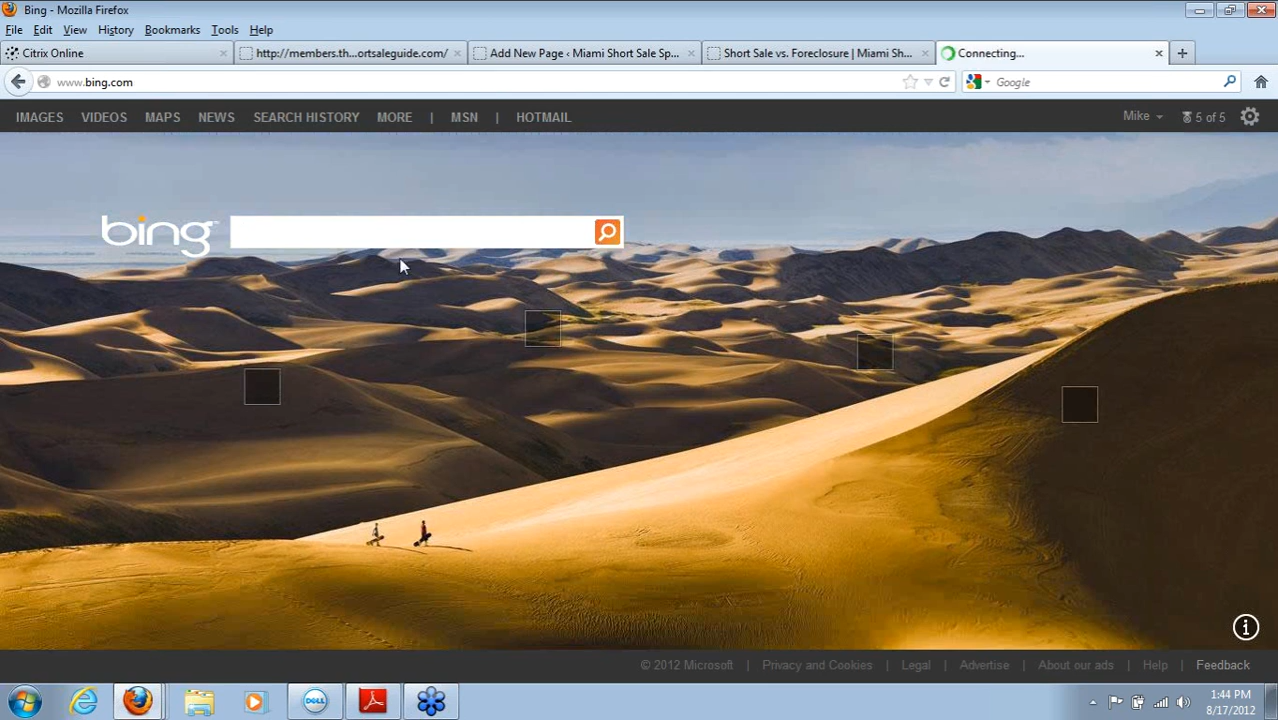 Bing - Mozilla Firefox
File Edit View History Bookmarks Tools Help
Citrix Online
http://members.th...ortsaleguide.com/
Add New Page ‹ Miami Short Sale Sp...
Short Sale vs. Foreclosure | Miami Sh...
Connecting...
www.bing.com
Google
IMAGES VIDEOS MAPS NEWS SEARCH HISTORY MORE | MSN | HOTMAIL
Mike 5 of 5
bing
© 2012 Microsoft | Privacy and Cookies | Legal | Advertise | About our ads | Help | Feedback
DELL
1:44 PM
8/17/2012